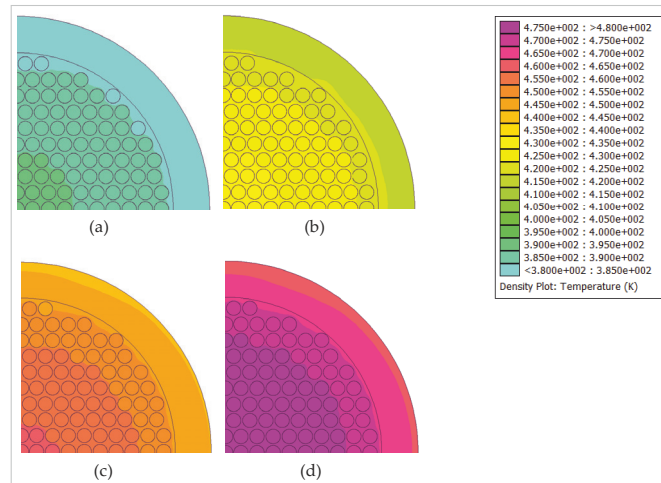 (a)
(b)
(c)
(d)
4.750e+002 : >4.800e+002
4.700e+002 : 4.750e+002
4.650e+002 : 4.700e+002
4.600e+002 : 4.650e+002
4.550e+002 : 4.600e+002
4.500e+002 : 4.550e+002
4.450e+002 : 4.500e+002
4.400e+002 : 4.450e+002
4.350e+002 : 4.400e+002
4.300e+002 : 4.350e+002
4.250e+002 : 4.300e+002
4.200e+002 : 4.250e+002
4.150e+002 : 4.200e+002
4.100e+002 : 4.150e+002
4.050e+002 : 4.100e+002
4.000e+002 : 4.050e+002
3.950e+002 : 4.000e+002
3.900e+002 : 3.950e+002
3.850e+002 : 3.900e+002
<3.800e+002 : 3.850e+002
Density Plot: Temperature (K)